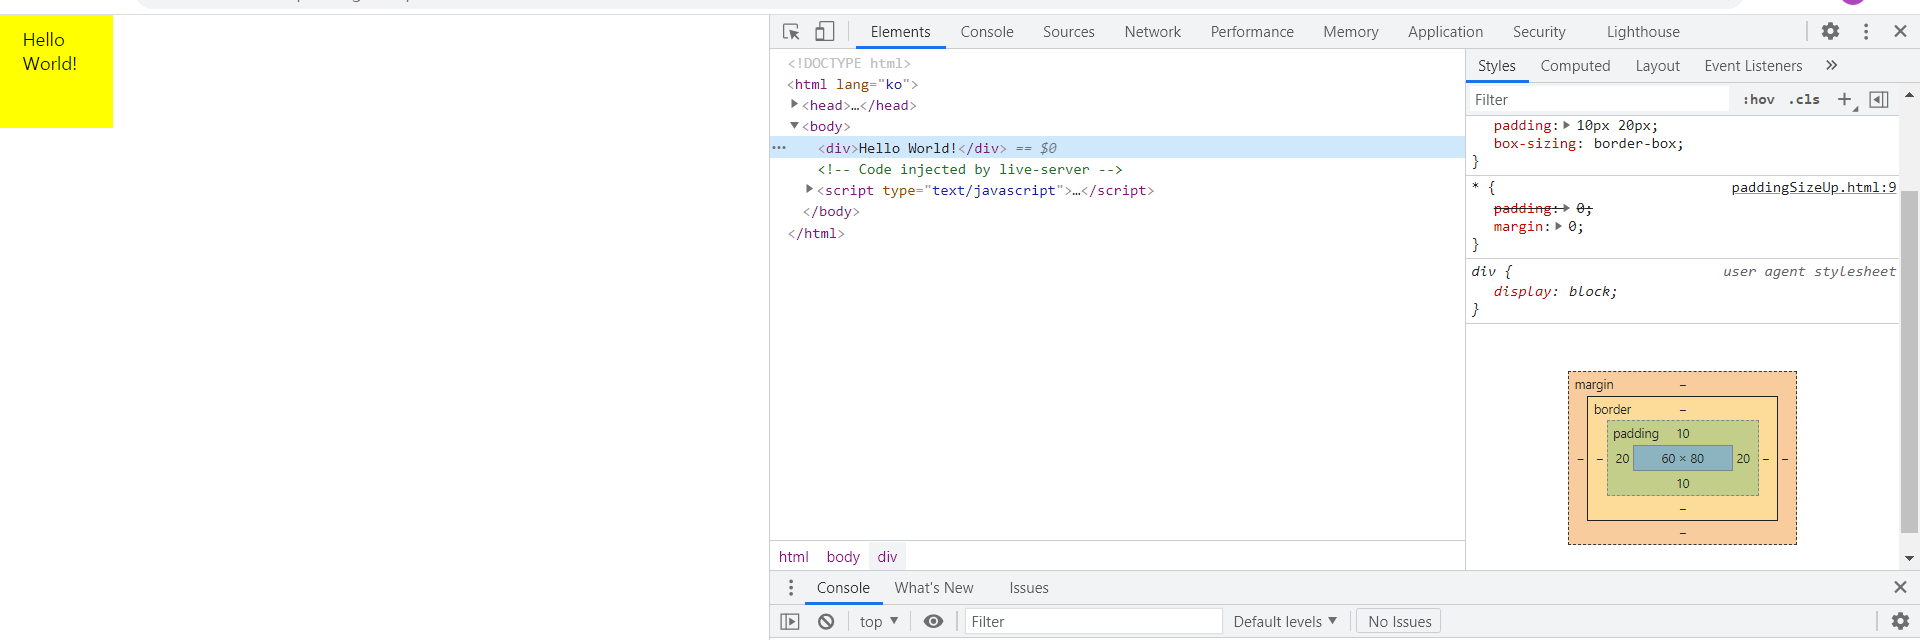 Hello
World!
Elements Console Sources Network Performance Memory Application Security Lighthouse
<!DOCTYPE html>
<html lang="ko">
<head>…</head>
<body>
<div>Hello World!</div> == $0
<!-- Code injected by live-server -->
<script type="text/javascript">…</script>
</body>
</html>
html body div
Styles Computed Layout Event Listeners »
Filter :hov .cls +
padding: 10px 20px;
box-sizing: border-box;
}
* { paddingSizeUp.html:9
padding: 0;
margin: 0;
}
div { user agent stylesheet
display: block;
}
margin –
border –
padding 10
– – 20 60 × 80 20 – –
10
–
–
Console What's New Issues
top Filter Default levels No Issues